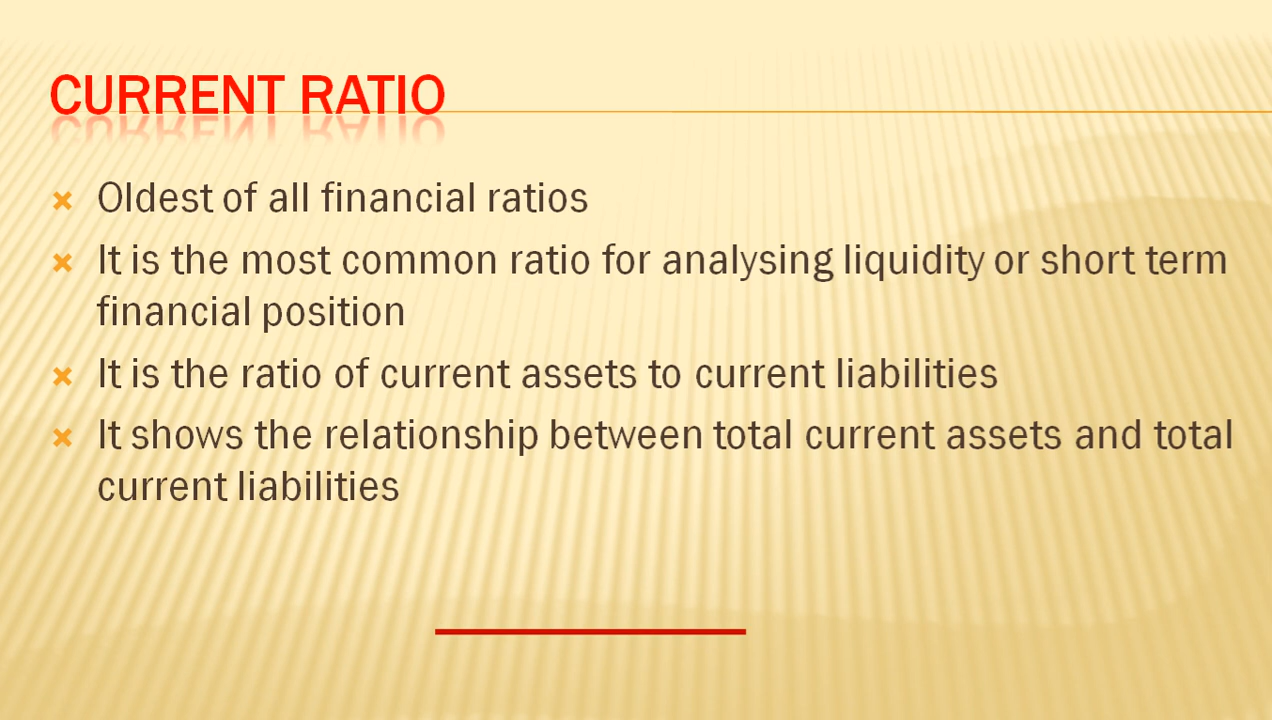 CURRENT RATIO
Oldest of all financial ratios
It is the most common ratio for analysing liquidity or short term
financial position
It is the ratio of current assets to current liabilities
It shows the relationship between total current assets and total
current liabilities